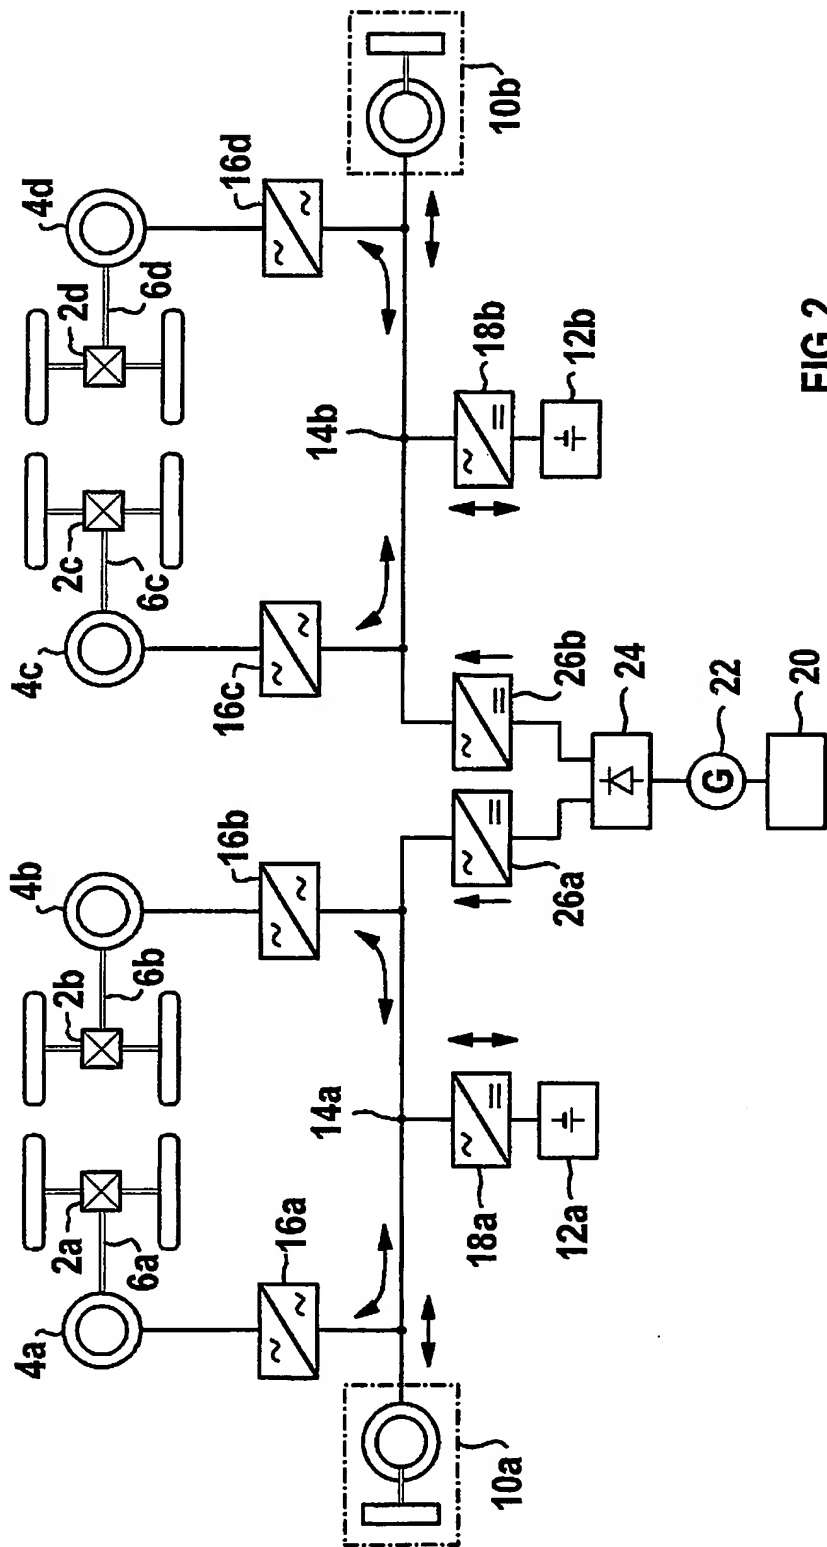 4a
4b
4c
4d
2a
2b
2c
2d
6a
6b
6c
6d
16a
16b
16c
16d
~
~
~
~
~
~
~
~
14a
14b
~
=
~
=
~
=
~
=
18a
18b
10a
10b
26a
26b
12a
12b
24
G
22
20
FIG 2